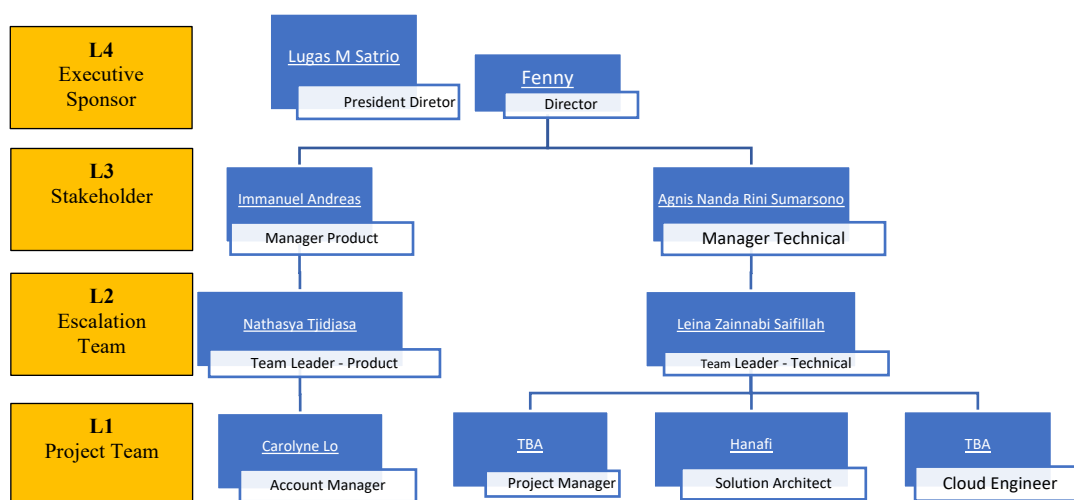 L4
Executive
Sponsor
Lugas M Satrio
President Diretor
Fenny
Director
L3
Stakeholder
Immanuel Andreas
Manager Product
Agnis Nanda Rini Sumarsono
Manager Technical
L2
Escalation
Team
Nathasya Tjidjasa
Team Leader - Product
Leina Zainnabi Saifillah
Team Leader - Technical
L1
Project Team
Carolyne Lo
Account Manager
TBA
Project Manager
Hanafi
Solution Architect
TBA
Cloud Engineer